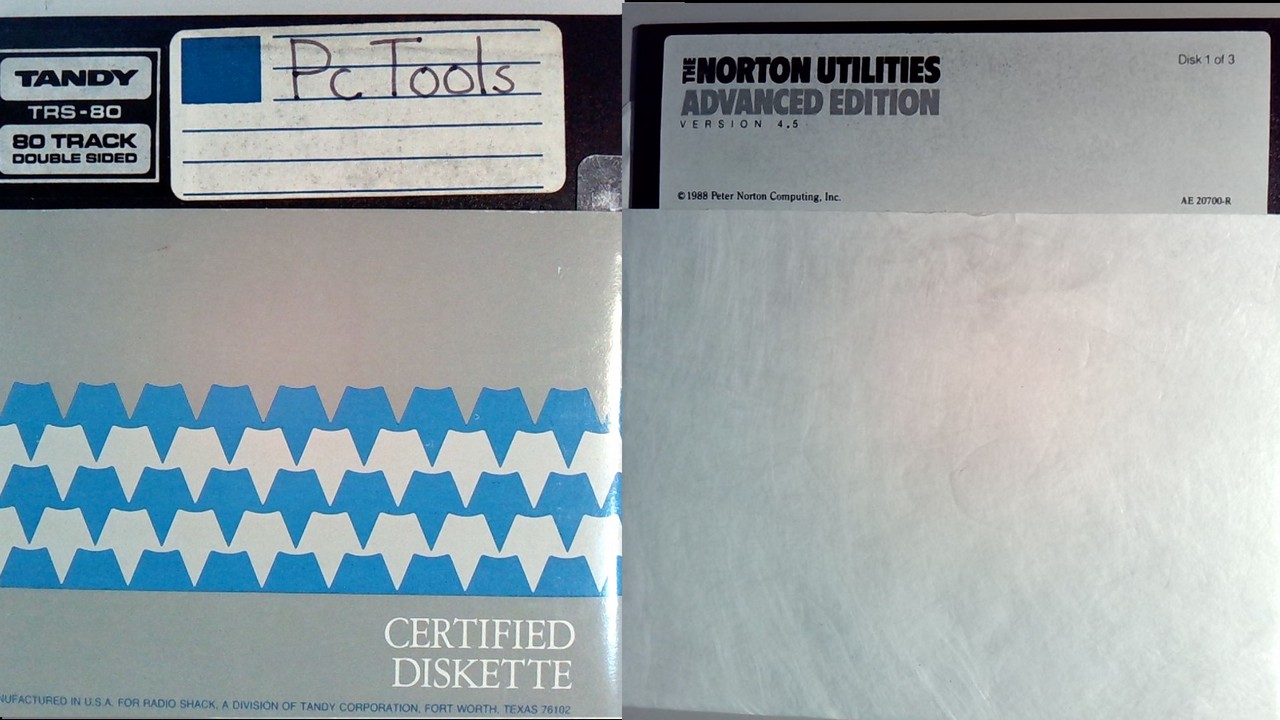 TANDY
TRS-80
80 TRACK
DOUBLE SIDED
Pc Tools
CERTIFIED
DISKETTE
NUFACTURED IN U.S.A. FOR RADIO SHACK, A DIVISION OF TANDY CORPORATION, FORT WORTH, TEXAS 76102
THE NORTON UTILITIES
ADVANCED EDITION
VERSION 4.5
Disk 1 of 3
©1988 Peter Norton Computing, Inc.
AE 20700-R